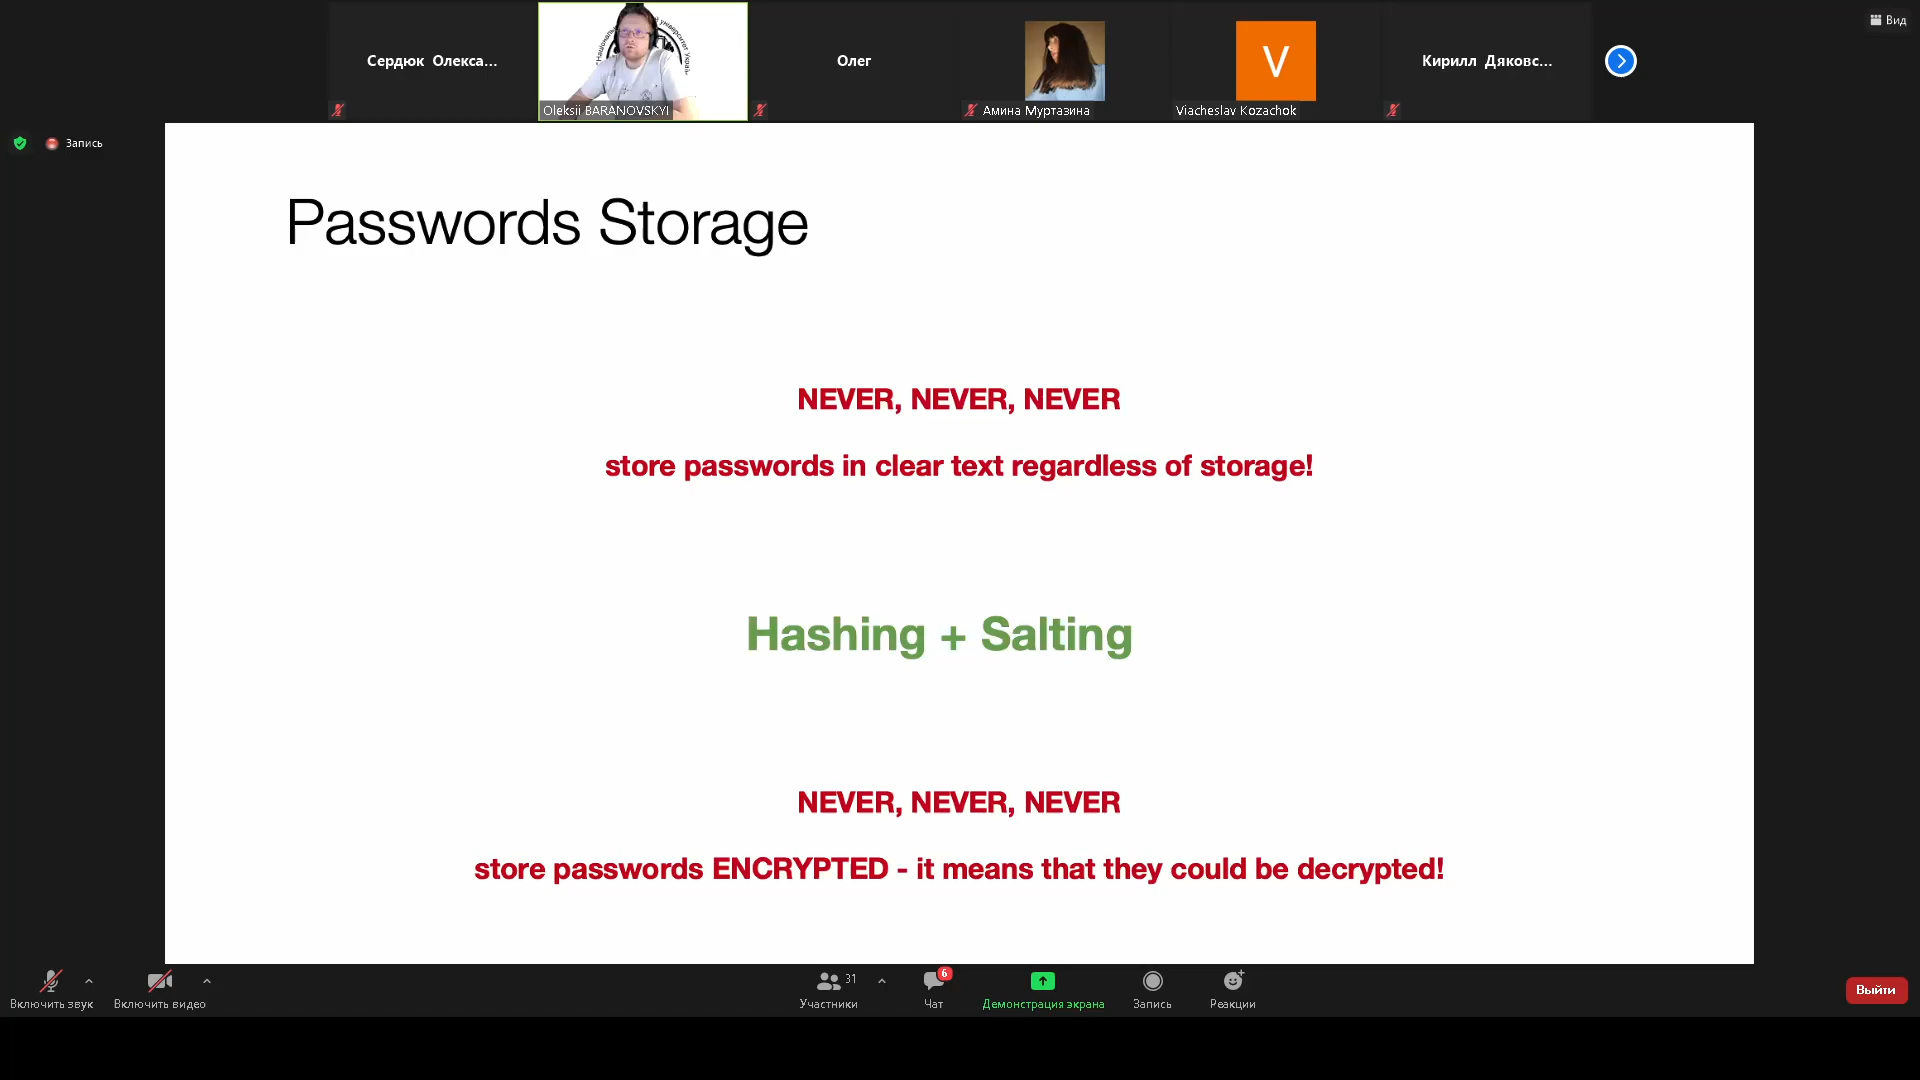 Вид
Сердюк Олекса...
Олег
V
Кирилл Дяковс...
Oleksii BARANOVSKYI
Амина Муртазина
Viacheslav Kozachok
Запись
Passwords Storage
NEVER, NEVER, NEVER
store passwords in clear text regardless of storage!
Hashing + Salting
NEVER, NEVER, NEVER
store passwords ENCRYPTED - it means that they could be decrypted!
31
6
Включить звук
Включить видео
Участники
Чат
Демонстрация экрана
Запись
Реакции
Выйти